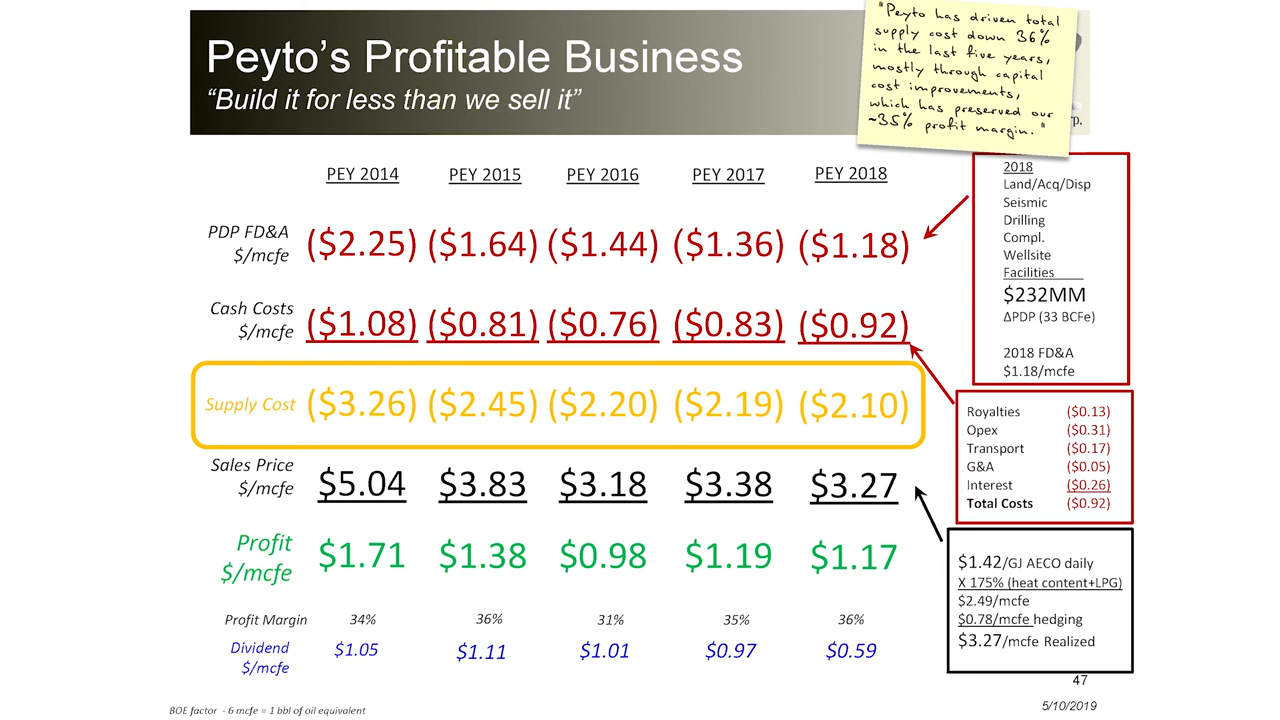 Peyto’s Profitable Business
“Build it for less than we sell it”
"Peyto has driven total
supply cost down 36%
in the last five years,
mostly through capital
cost improvements,
which has preserved our
~35% profit margin."
rp.
PEY 2014 PEY 2015 PEY 2016 PEY 2017 PEY 2018
PDP FD&A
$/mcfe
($2.25) ($1.64) ($1.44) ($1.36) ($1.18)
Cash Costs
$/mcfe
($1.08) ($0.81) ($0.76) ($0.83) ($0.92)
Supply Cost ($3.26) ($2.45) ($2.20) ($2.19) ($2.10)
Sales Price
$/mcfe
$5.04 $3.83 $3.18 $3.38 $3.27
Profit
$/mcfe
$1.71 $1.38 $0.98 $1.19 $1.17
Profit Margin 34% 36% 31% 35% 36%
Dividend
$/mcfe
$1.05 $1.11 $1.01 $0.97 $0.59
2018
Land/Acq/Disp
Seismic
Drilling
Compl.
Wellsite
Facilities
$232MM
ΔPDP (33 BCFe)
2018 FD&A
$1.18/mcfe
Royalties ($0.13)
Opex ($0.31)
Transport ($0.17)
G&A ($0.05)
Interest ($0.26)
Total Costs ($0.92)
$1.42/GJ AECO daily
X 175% (heat content+LPG)
$2.49/mcfe
$0.78/mcfe hedging
$3.27/mcfe Realized
47
BOE factor - 6 mcfe = 1 bbl of oil equivalent
5/10/2019